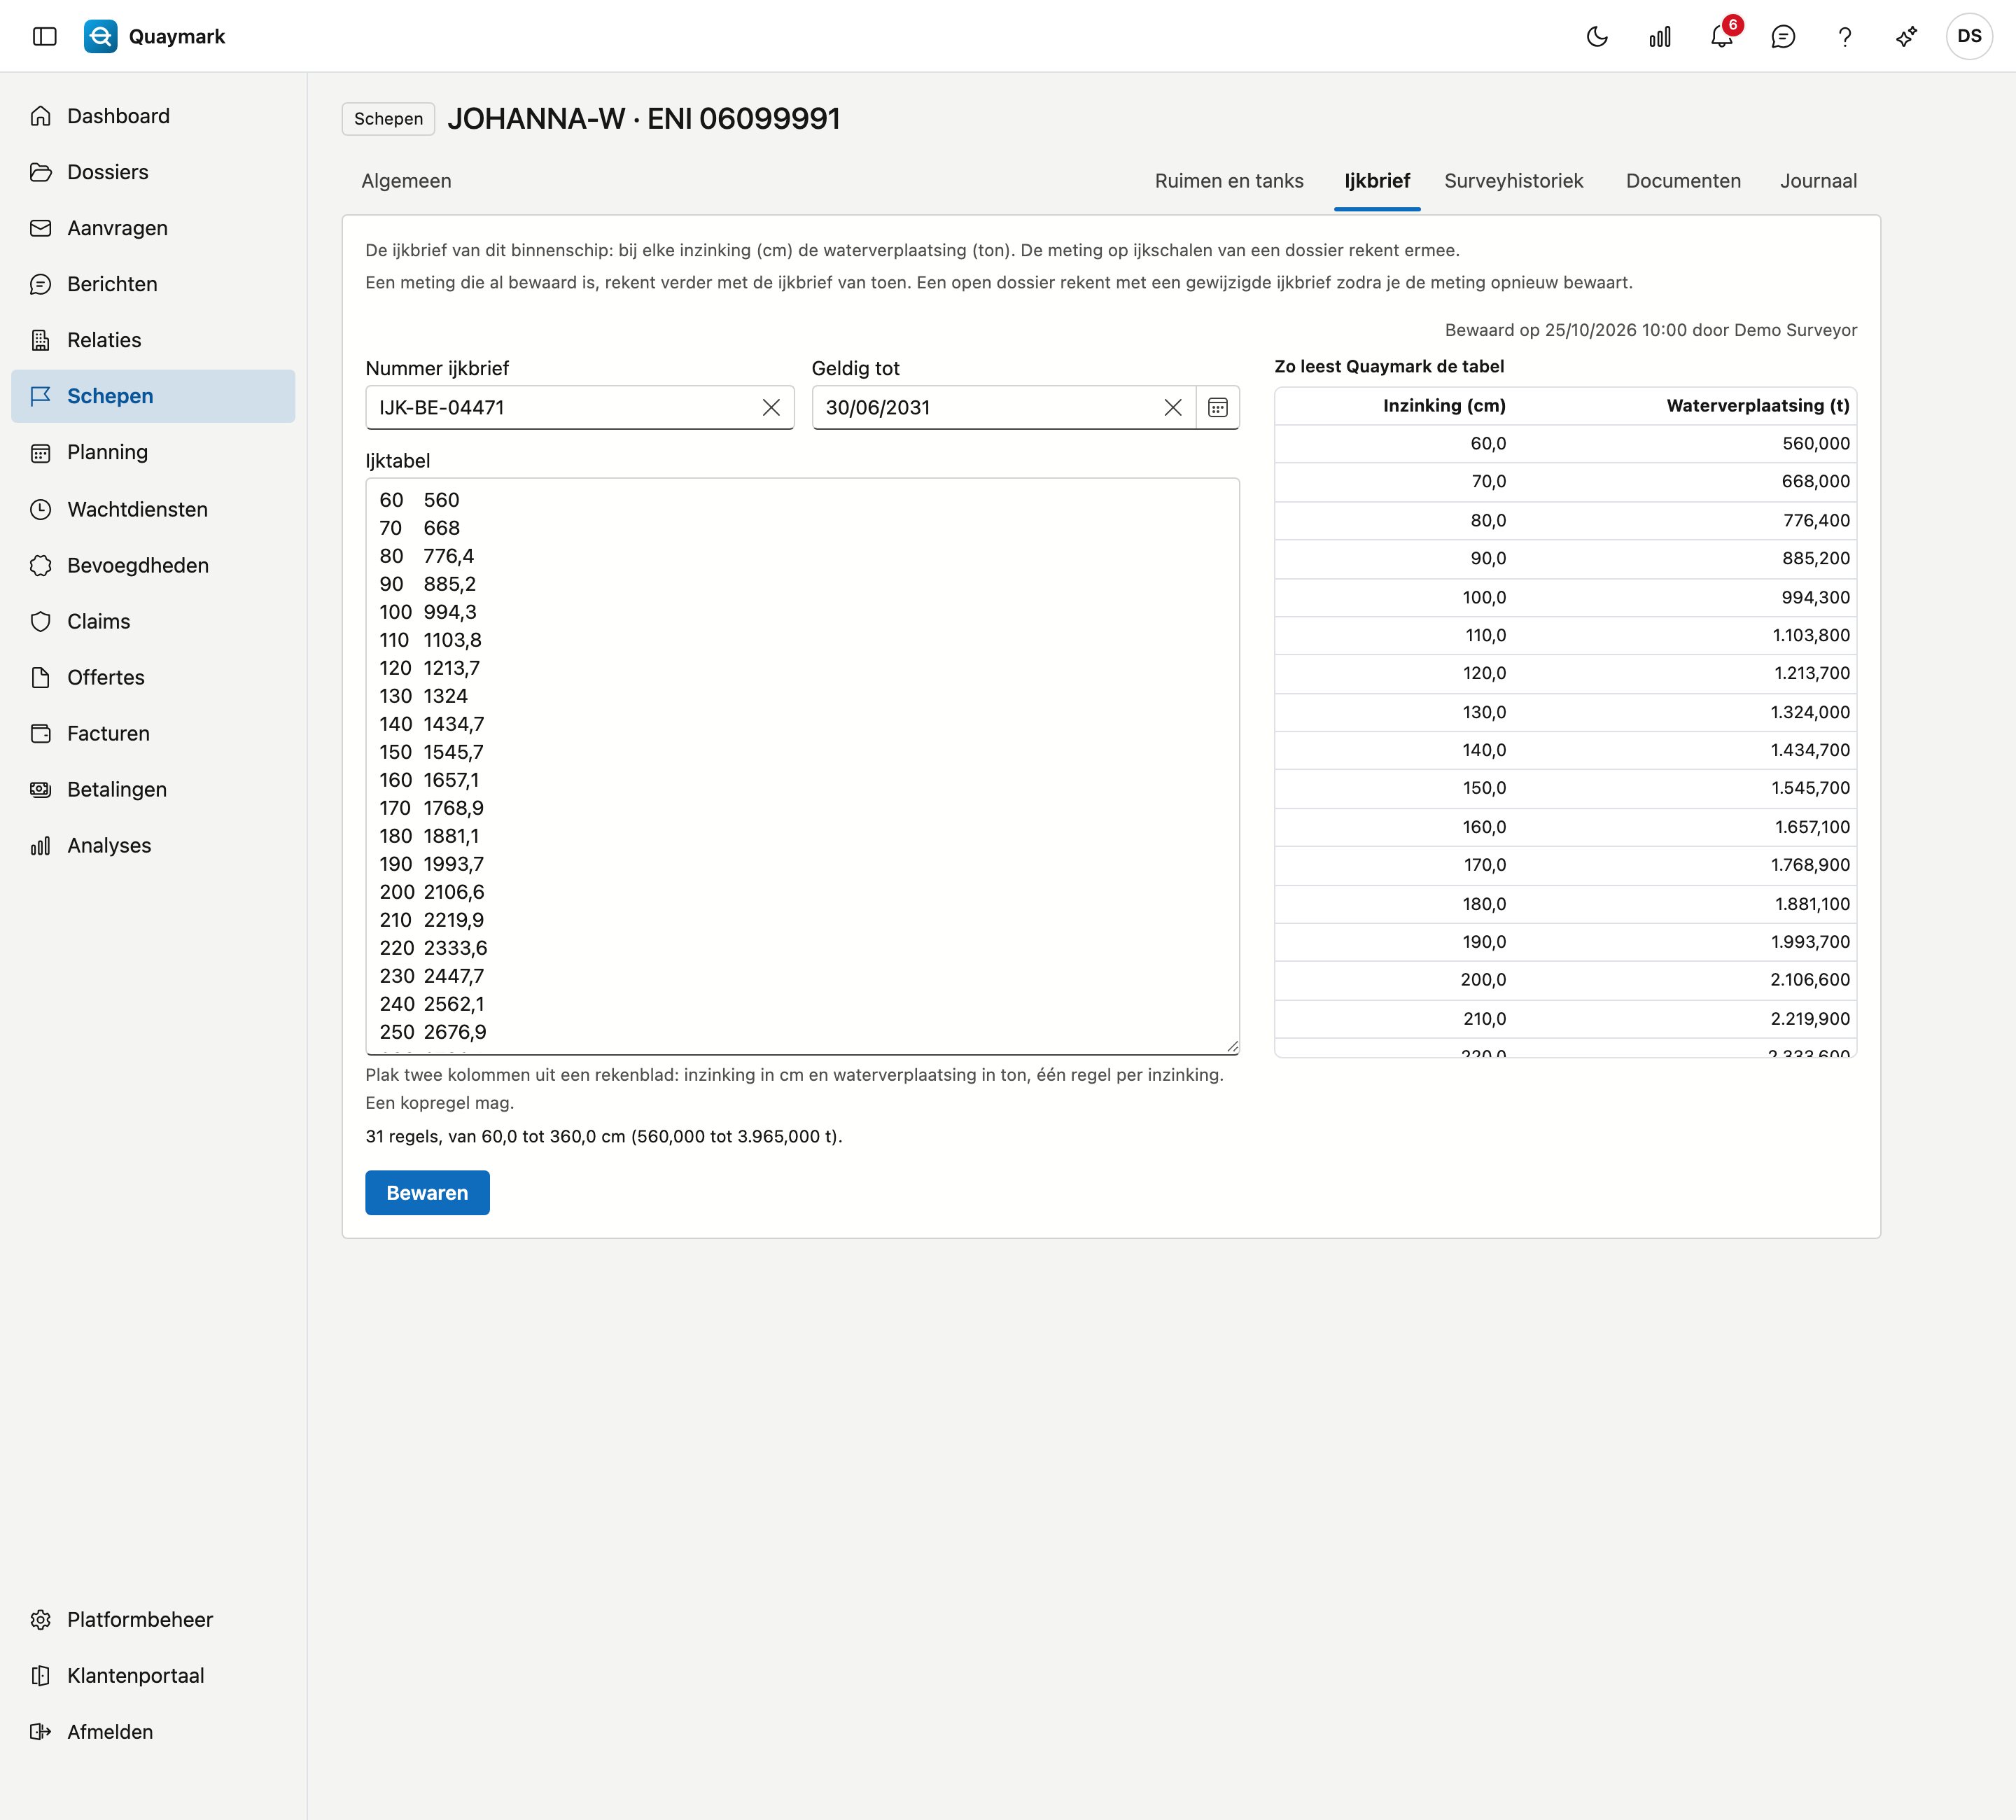 Quaymark
6
DS
Dashboard
Dossiers
Aanvragen
Berichten
Relaties
Schepen
Planning
Wachtdiensten
Bevoegdheden
Claims
Offertes
Facturen
Betalingen
Analyses
Platformbeheer
Klantenportaal
Afmelden
Schepen JOHANNA-W · ENI 06099991
Algemeen Ruimen en tanks Ijkbrief Surveyhistoriek Documenten Journaal
De ijkbrief van dit binnenschip: bij elke inzinking (cm) de waterverplaatsing (ton). De meting op ijkschalen van een dossier rekent ermee.
Een meting die al bewaard is, rekent verder met de ijkbrief van toen. Een open dossier rekent met een gewijzigde ijkbrief zodra je de meting opnieuw bewaart.
Bewaard op 25/10/2026 10:00 door Demo Surveyor
Nummer ijkbrief
IJK-BE-04471
Geldig tot
30/06/2031
Ijktabel
60 560
70 668
80 776,4
90 885,2
100 994,3
110 1103,8
120 1213,7
130 1324
140 1434,7
150 1545,7
160 1657,1
170 1768,9
180 1881,1
190 1993,7
200 2106,6
210 2219,9
220 2333,6
230 2447,7
240 2562,1
250 2676,9
Plak twee kolommen uit een rekenblad: inzinking in cm en waterverplaatsing in ton, één regel per inzinking.
Een kopregel mag.
31 regels, van 60,0 tot 360,0 cm (560,000 tot 3.965,000 t).
Bewaren
Zo leest Quaymark de tabel
Inzinking (cm) Waterverplaatsing (t)
60,0 560,000
70,0 668,000
80,0 776,400
90,0 885,200
100,0 994,300
110,0 1.103,800
120,0 1.213,700
130,0 1.324,000
140,0 1.434,700
150,0 1.545,700
160,0 1.657,100
170,0 1.768,900
180,0 1.881,100
190,0 1.993,700
200,0 2.106,600
210,0 2.219,900
220,0 2.333,600